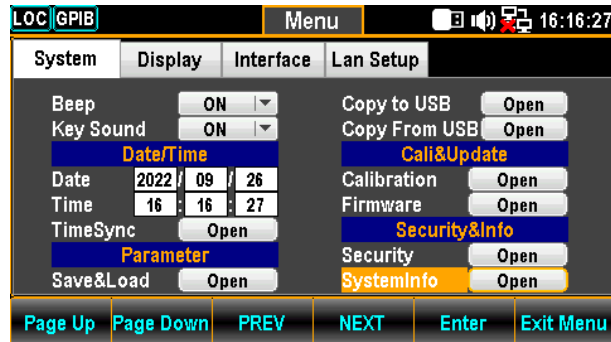 LOC GPIB Menu 16:16:27
System Display Interface Lan Setup
Beep ON Copy to USB Open
Key Sound ON Copy From USB Open
Date/Time Cali&Update
Date 2022 / 09 / 26 Calibration Open
Time 16 : 16 : 27 Firmware Open
TimeSync Open Security&Info
Parameter Security Open
Save&Load Open SystemInfo Open
Page Up Page Down PREV NEXT Enter Exit Menu